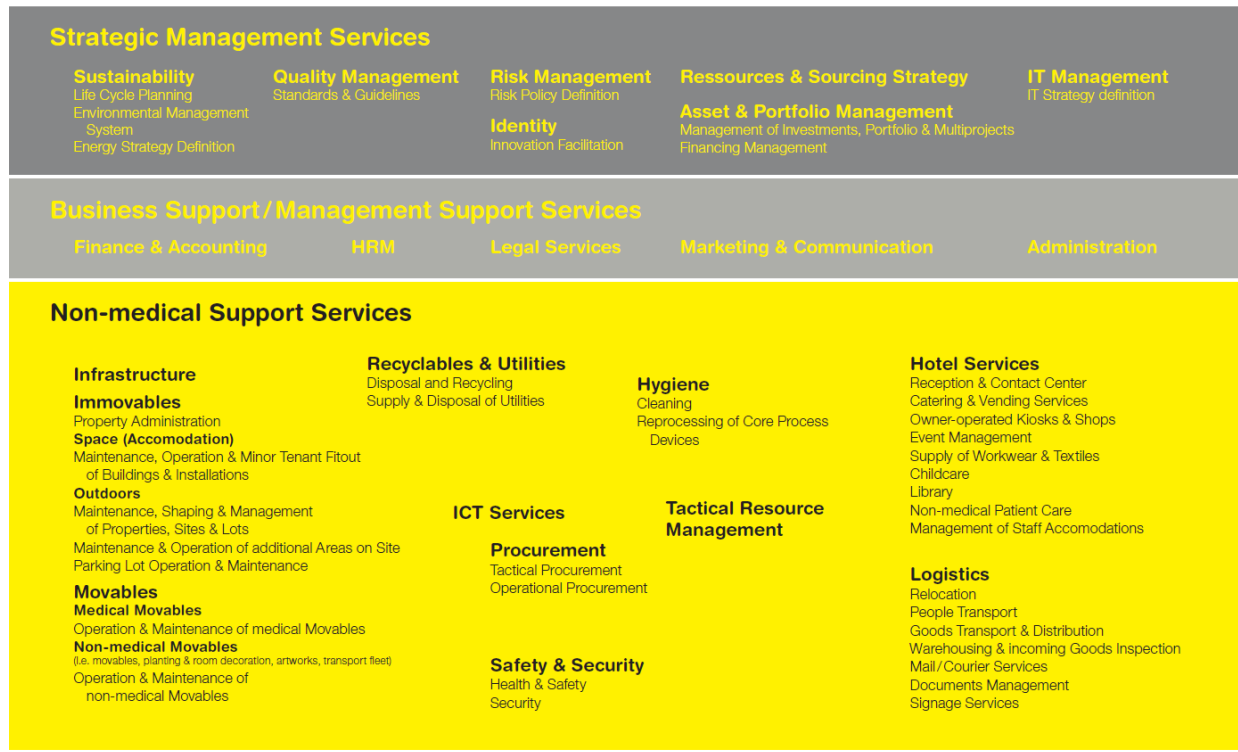 Strategic Management Services
Sustainability
Life Cycle Planning
Environmental Management
System
Energy Strategy Definition
Quality Management
Standards & Guidelines
Risk Management
Risk Policy Definition
Identity
Innovation Facilitation
Ressources & Sourcing Strategy
Asset & Portfolio Management
Management of Investments, Portfolio & Multiprojects
Financing Management
IT Management
IT Strategy definition
Business Support/Management Support Services
Finance & Accounting
HRM
Legal Services
Marketing & Communication
Administration
Non-medical Support Services
Infrastructure
Immovables
Property Administration
Space (Accomodation)
Maintenance, Operation & Minor Tenant Fitout
of Buildings & Installations
Outdoors
Maintenance, Shaping & Management
of Properties, Sites & Lots
Maintenance & Operation of additional Areas on Site
Parking Lot Operation & Maintenance
Movables
Medical Movables
Operation & Maintenance of medical Movables
Non-medical Movables
(i.e. movables, planting & room decoration, artworks, transport fleet)
Operation & Maintenance of
non-medical Movables
Recyclables & Utilities
Disposal and Recycling
Supply & Disposal of Utilities
ICT Services
Procurement
Tactical Procurement
Operational Procurement
Safety & Security
Health & Safety
Security
Hygiene
Cleaning
Reprocessing of Core Process
Devices
Tactical Resource
Management
Hotel Services
Reception & Contact Center
Catering & Vending Services
Owner-operated Kiosks & Shops
Event Management
Supply of Workwear & Textiles
Childcare
Library
Non-medical Patient Care
Management of Staff Accomodations
Logistics
Relocation
People Transport
Goods Transport & Distribution
Warehousing & incoming Goods Inspection
Mail/Courier Services
Documents Management
Signage Services